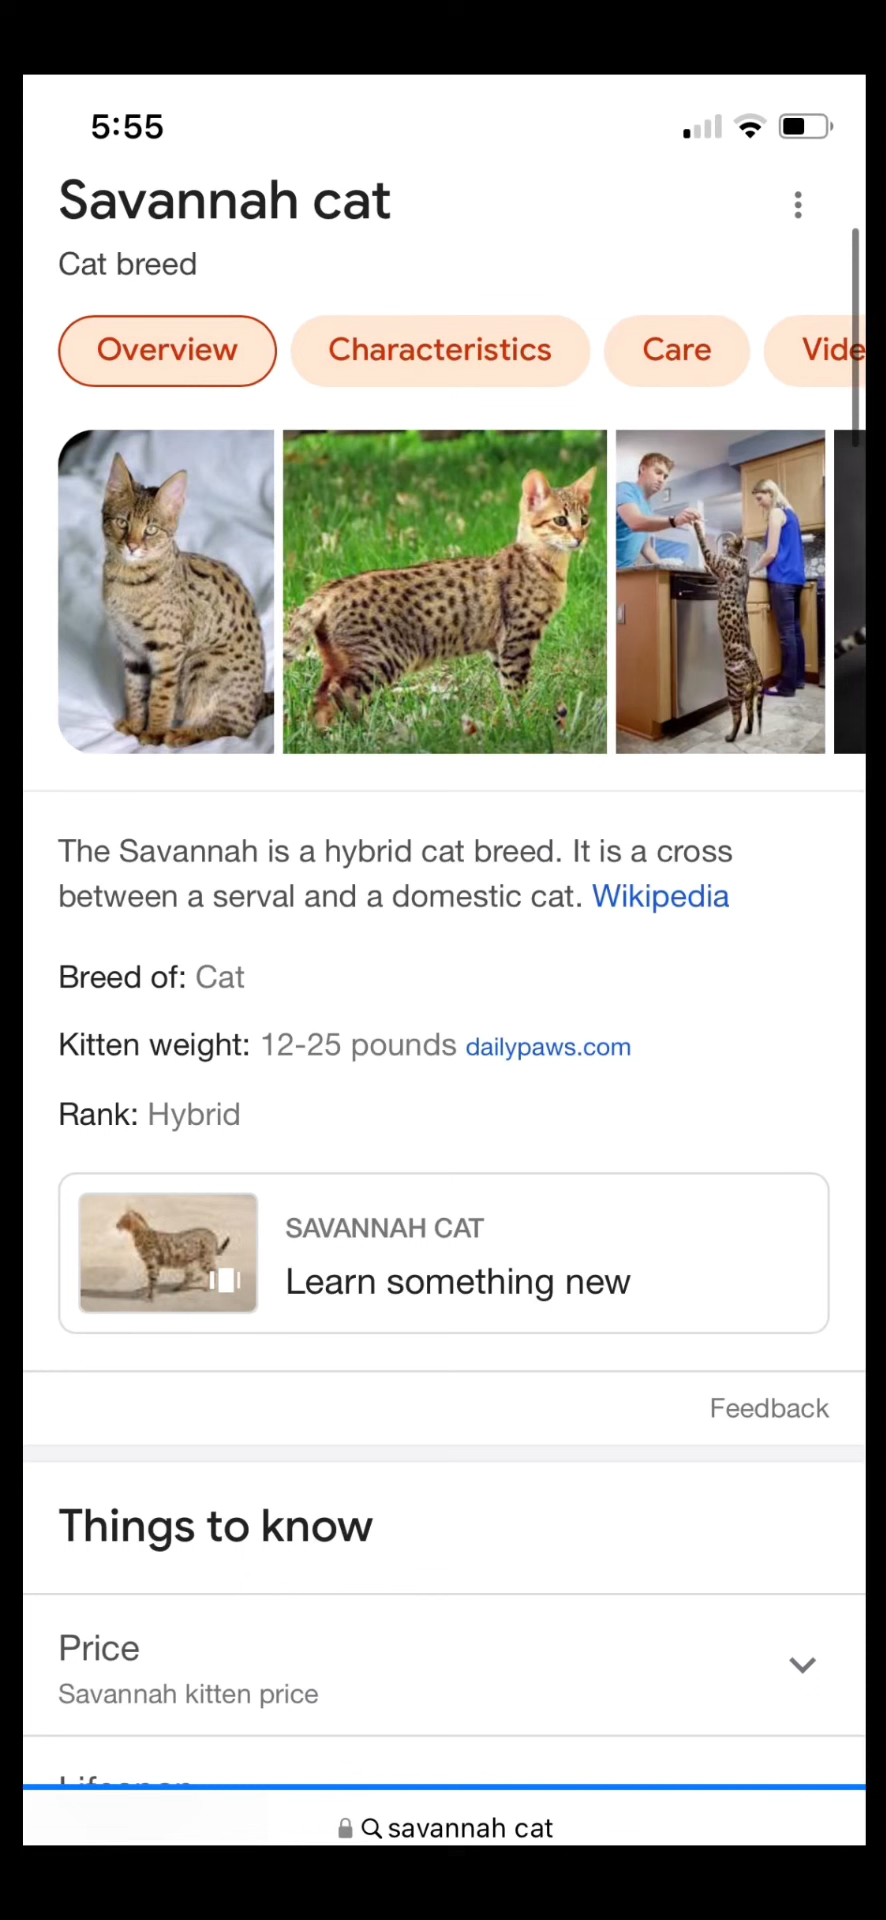 5:55
Savannah cat
Cat breed
Overview
Characteristics
Care
Vide
The Savannah is a hybrid cat breed. It is a cross
between a serval and a domestic cat. Wikipedia
Breed of: Cat
Kitten weight: 12-25 pounds dailypaws.com
Rank: Hybrid
SAVANNAH CAT
Learn something new
Feedback
Things to know
Price
Savannah kitten price
Lifespan
savannah cat